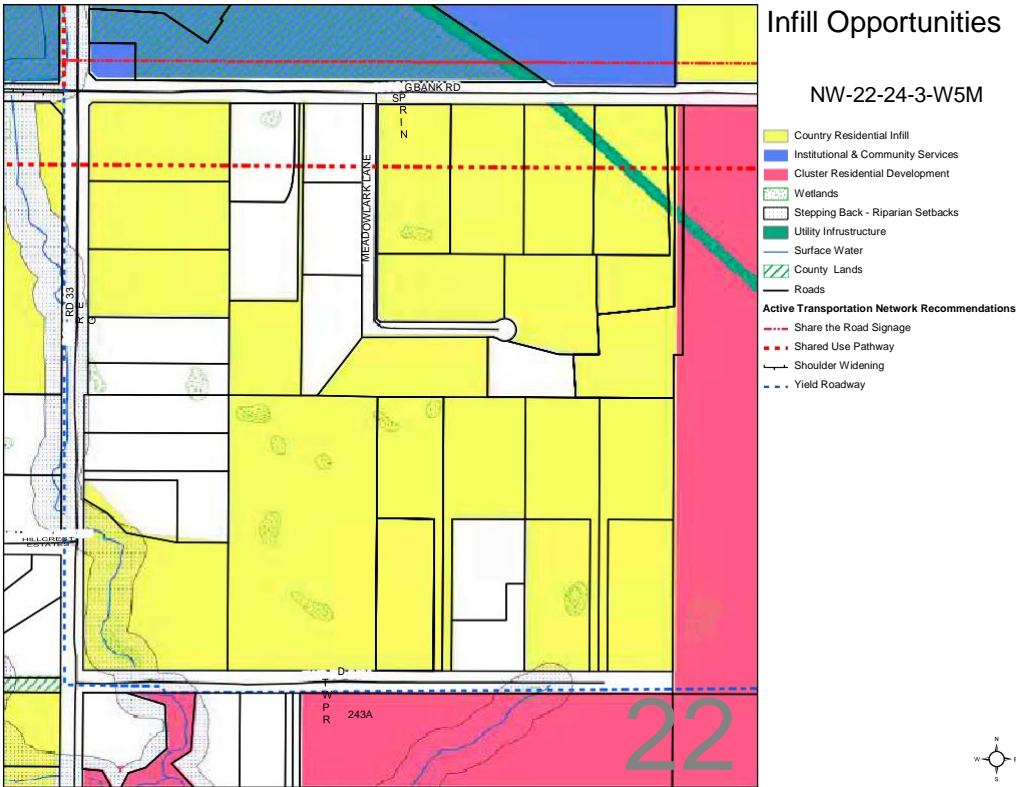 Infill Opportunities
NW-22-24-3-W5M
Country Residential Infill
Institutional & Community Services
Cluster Residential Development
Wetlands
Stepping Back - Riparian Setbacks
Utility Infrustructure
Surface Water
County Lands
Roads
Active Transportation Network Recommendations
Share the Road Signage
Shared Use Pathway
Shoulder Widening
Yield Roadway
GBANK RD
SPRIN
MEADOWLARK LANE
RD 33
REG
HILLCREST
ESTATES
D
TWPR
243A
22
N
W
E
S